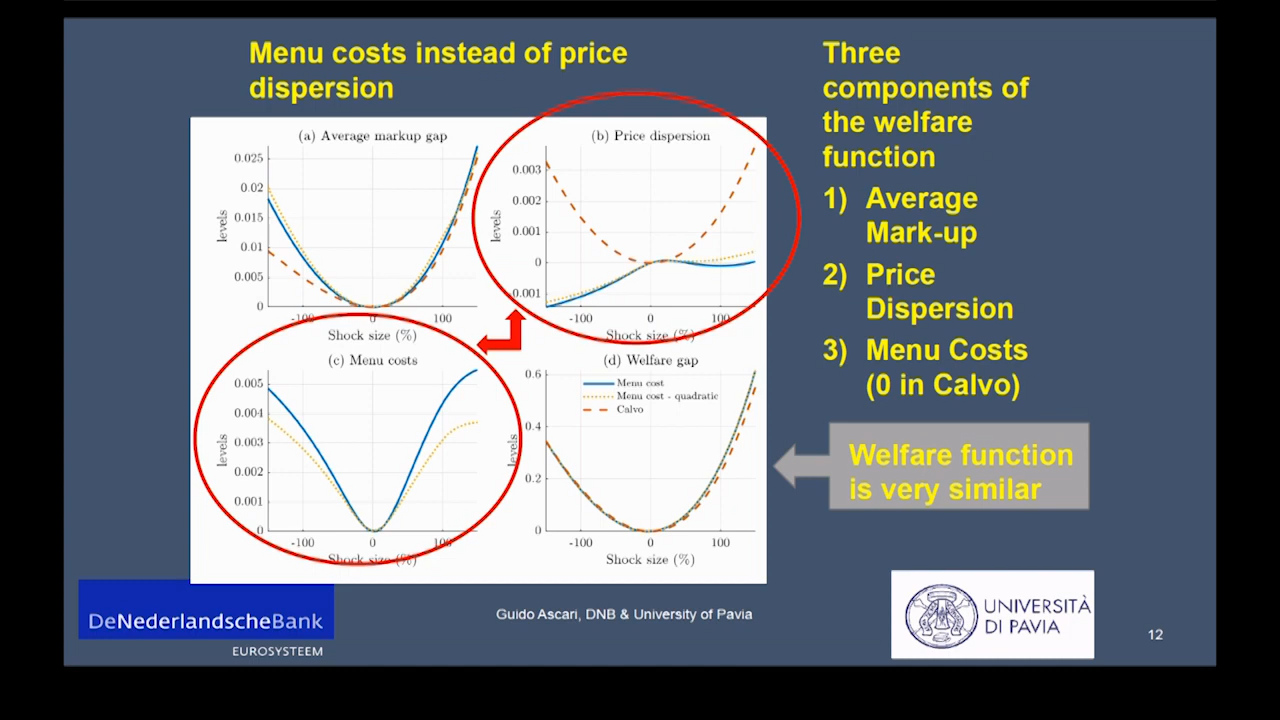 Menu costs instead of price
dispersion
Three
components of
the welfare
function
1) Average
Mark-up
2) Price
Dispersion
3) Menu Costs
(0 in Calvo)
Welfare function
is very similar
(a) Average markup gap
levels
0.025
0.02
0.015
0.01
0.005
0
-100 0 100
Shock size (%)
(b) Price dispersion
levels
0.003
0.002
0.001
0
0.001
-100 0 100
Shock size (%)
(c) Menu costs
levels
0.005
0.004
0.003
0.002
0.001
0
-100 0 100
Shock size (%)
(d) Welfare gap
levels
0.6
0.4
0.2
0
Menu cost
Menu cost - quadratic
Calvo
-100 0 100
Shock size (%)
DeNederlandscheBank
EUROSYSTEEM
Guido Ascari, DNB & University of Pavia
UNIVERSITÀ
DI PAVIA
12